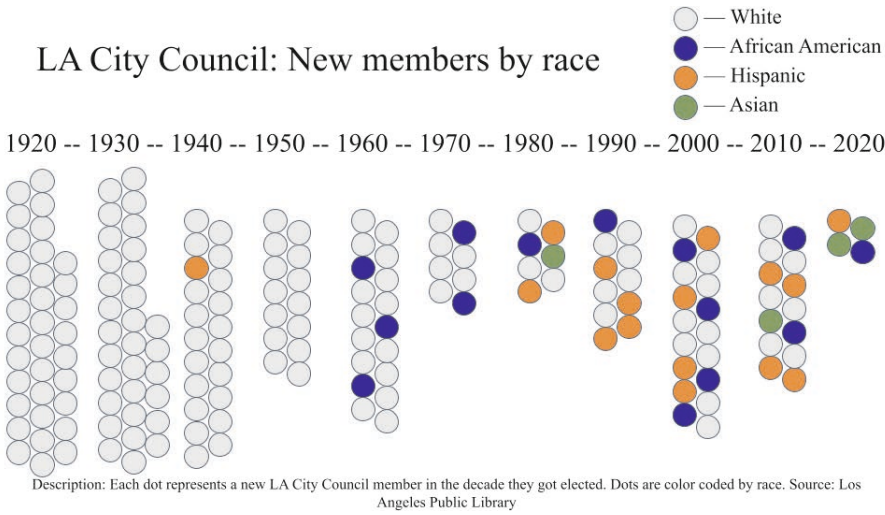 — White
LA City Council: New members by race
— African American
— Hispanic
— Asian
1920 -- 1930 -- 1940 -- 1950 -- 1960 -- 1970 -- 1980 -- 1990 -- 2000 -- 2010 -- 2020
Description: Each dot represents a new LA City Council member in the decade they got elected. Dots are color coded by race. Source: Los
Angeles Public Library